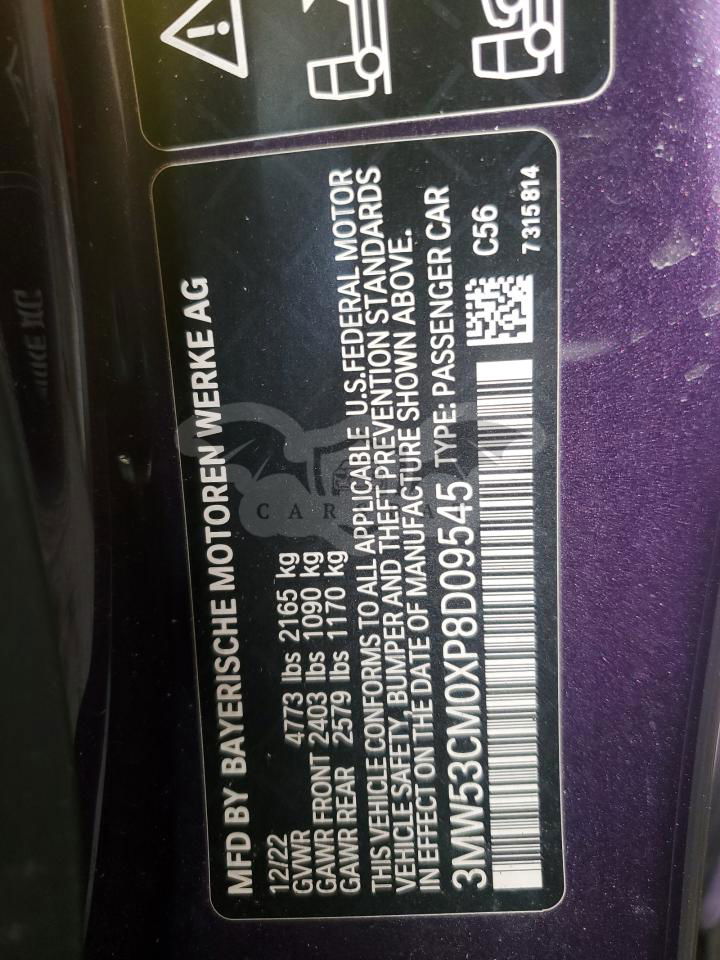 MFD BY BAYERISCHE MOTOREN WERKE AG
12/22
GVWR 4773 lbs 2165 kg
GAWR FRONT 2403 lbs 1090 kg
GAWR REAR 2579 lbs 1170 kg
THIS VEHICLE CONFORMS TO ALL APPLICABLE U.S.FEDERAL MOTOR
VEHICLE SAFETY, BUMPER AND THEFT PREVENTION STANDARDS
IN EFFECT ON THE DATE OF MANUFACTURE SHOWN ABOVE.
3MW53CM0XP8D09545 TYPE: PASSENGER CAR
C56
7315814